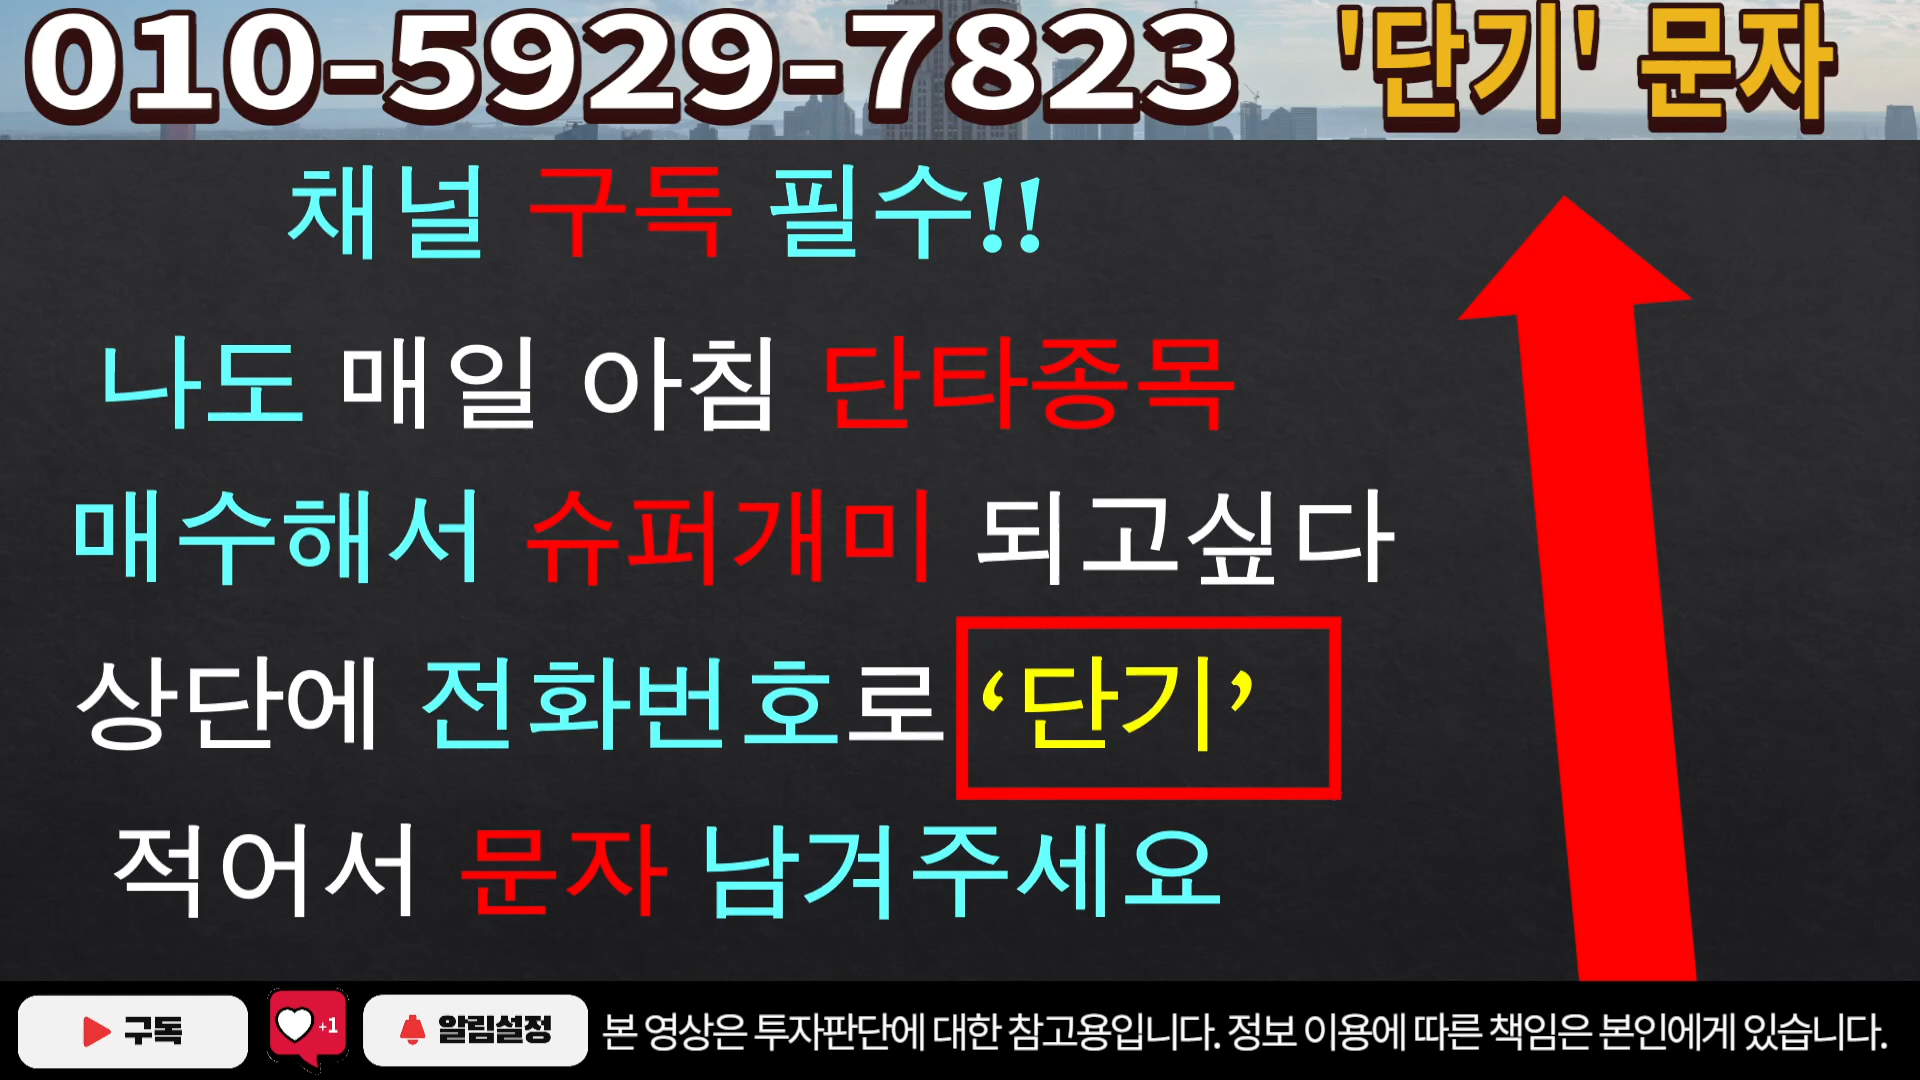 010-5929-7823 '단기' 문자
채널 구독 필수!!
나도 매일 아침 단타종목
매수해서 슈퍼개미 되고싶다
상단에 전화번호로 ‘단기’
적어서 문자 남겨주세요
구독 +1 알림설정 본 영상은 투자판단에 대한 참고용입니다. 정보 이용에 따른 책임은 본인에게 있습니다.